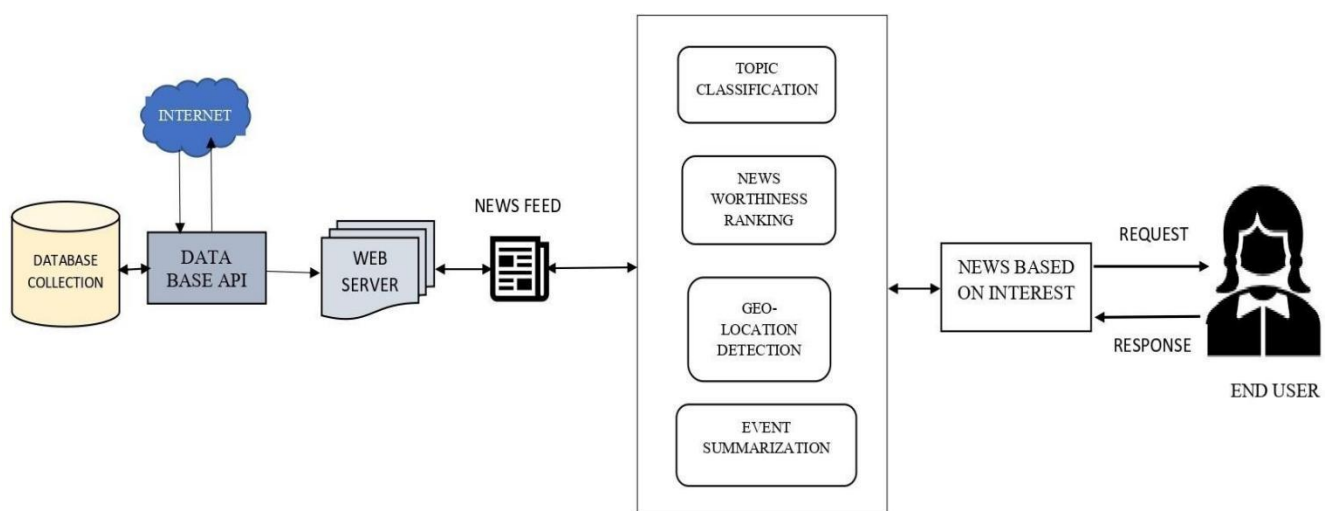 INTERNET
DATABASE
COLLECTION
DATA
BASE API
WEB
SERVER
NEWS FEED
TOPIC
CLASSIFICATION
NEWS
WORTHINESS
RANKING
GEO-
LOCATION
DETECTION
EVENT
SUMMARIZATION
NEWS BASED
ON INTEREST
REQUEST
RESPONSE
END USER